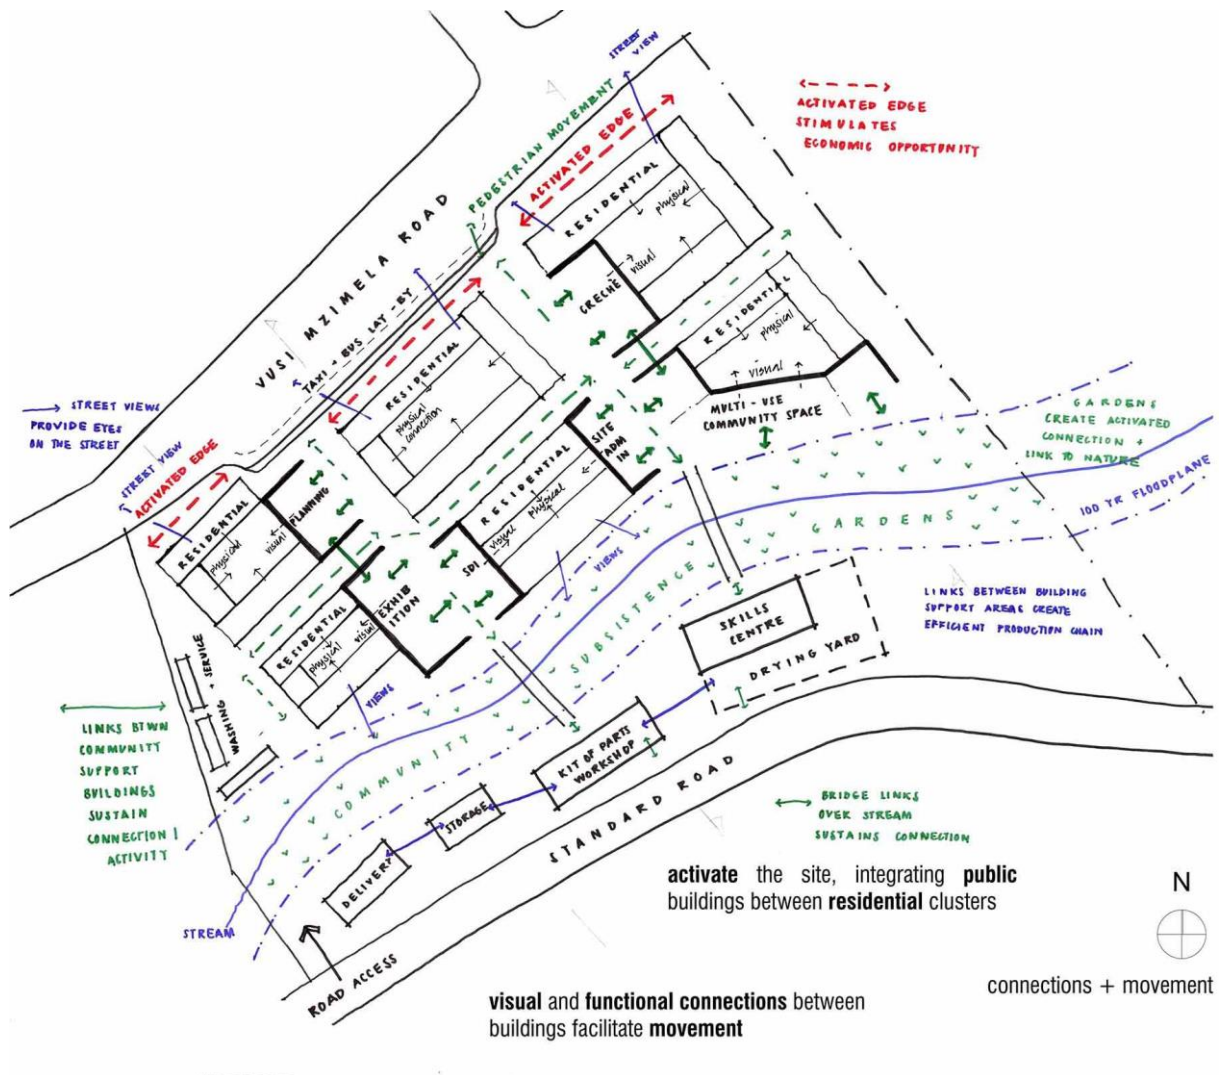 STREET
VIEW
PEDESTRIAN MOVEMENT
ACTIVATED EDGE
ACTIVATED EDGE
STIMULATES
ECONOMIC OPPORTUNITY
RESIDENTIAL
physical
visual
CRECHE
VUSI MZIMELA ROAD
TAXI + BUS LAY-BY
RESIDENTIAL
physical
visual
MULTI-USE
COMMUNITY SPACE
RESIDENTIAL
physical
connection
STREET VIEWS
PROVIDE EYES
ON THE STREET
STREET VIEW
ACTIVATED EDGE
GARDENS
CREATE ACTIVATED
CONNECTION +
LINK TO NATURE
100 YR FLOODPLANE
SITE
ADM
IN
RESIDENTIAL
physical
visual
SDI
PLANNING
RESIDENTIAL
physical
visual
EXHIB
ITION
RESIDENTIAL
physical
visual
VIEWS
VIEWS
COMMUNITY SUBSISTENCE GARDENS
LINKS BETWEEN BUILDING
SUPPORT AREAS CREATE
EFFICIENT PRODUCTION CHAIN
SKILLS
CENTRE
DRYING YARD
WASHING + SERVICE
LINKS BTWN
COMMUNITY
SUPPORT
BUILDINGS
SUSTAIN
CONNECTION |
ACTIVITY
KIT OF PARTS
WORKSHOP
STORAGE
DELIVERY
STANDARD ROAD
BRIDGE LINKS
OVER STREAM
SUSTAINS CONNECTION
STREAM
ROAD ACCESS
activate the site, integrating public
buildings between residential clusters
N
connections + movement
visual and functional connections between
buildings facilitate movement